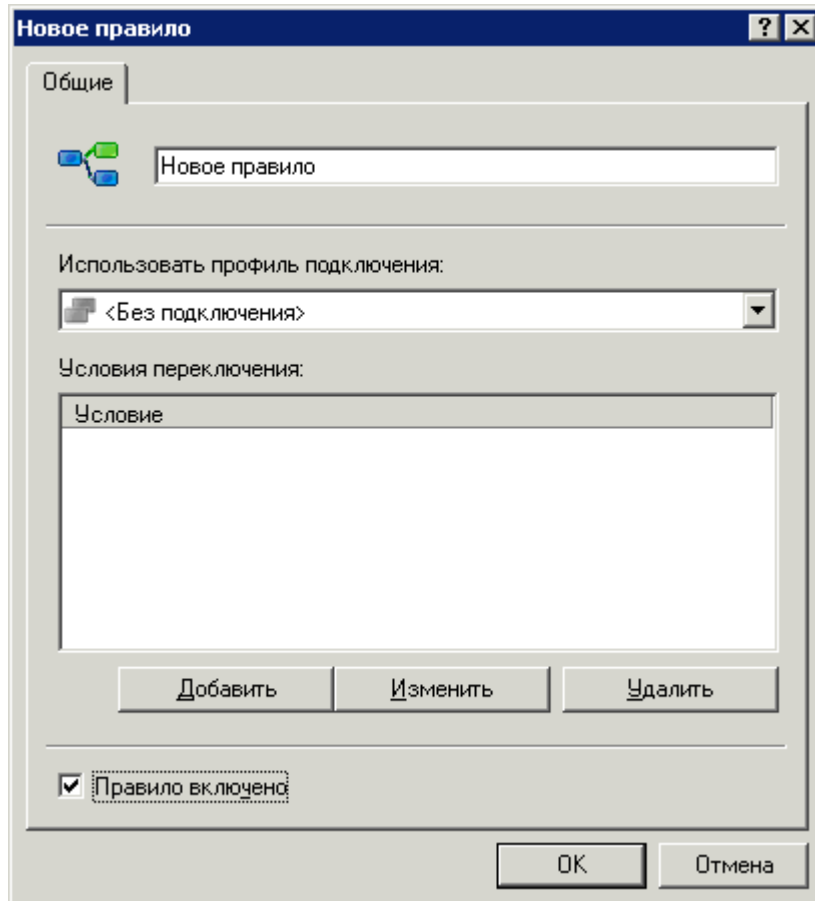 Новое правило
Общие
Новое правило
Использовать профиль подключения:
<Без подключения>
Условия переключения:
Условие
Добавить Изменить Удалить
Правило включено
OK Отмена